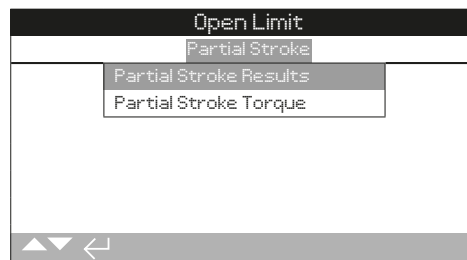 Open Limit
Partial Stroke
Partial Stroke Results
Partial Stroke Torque